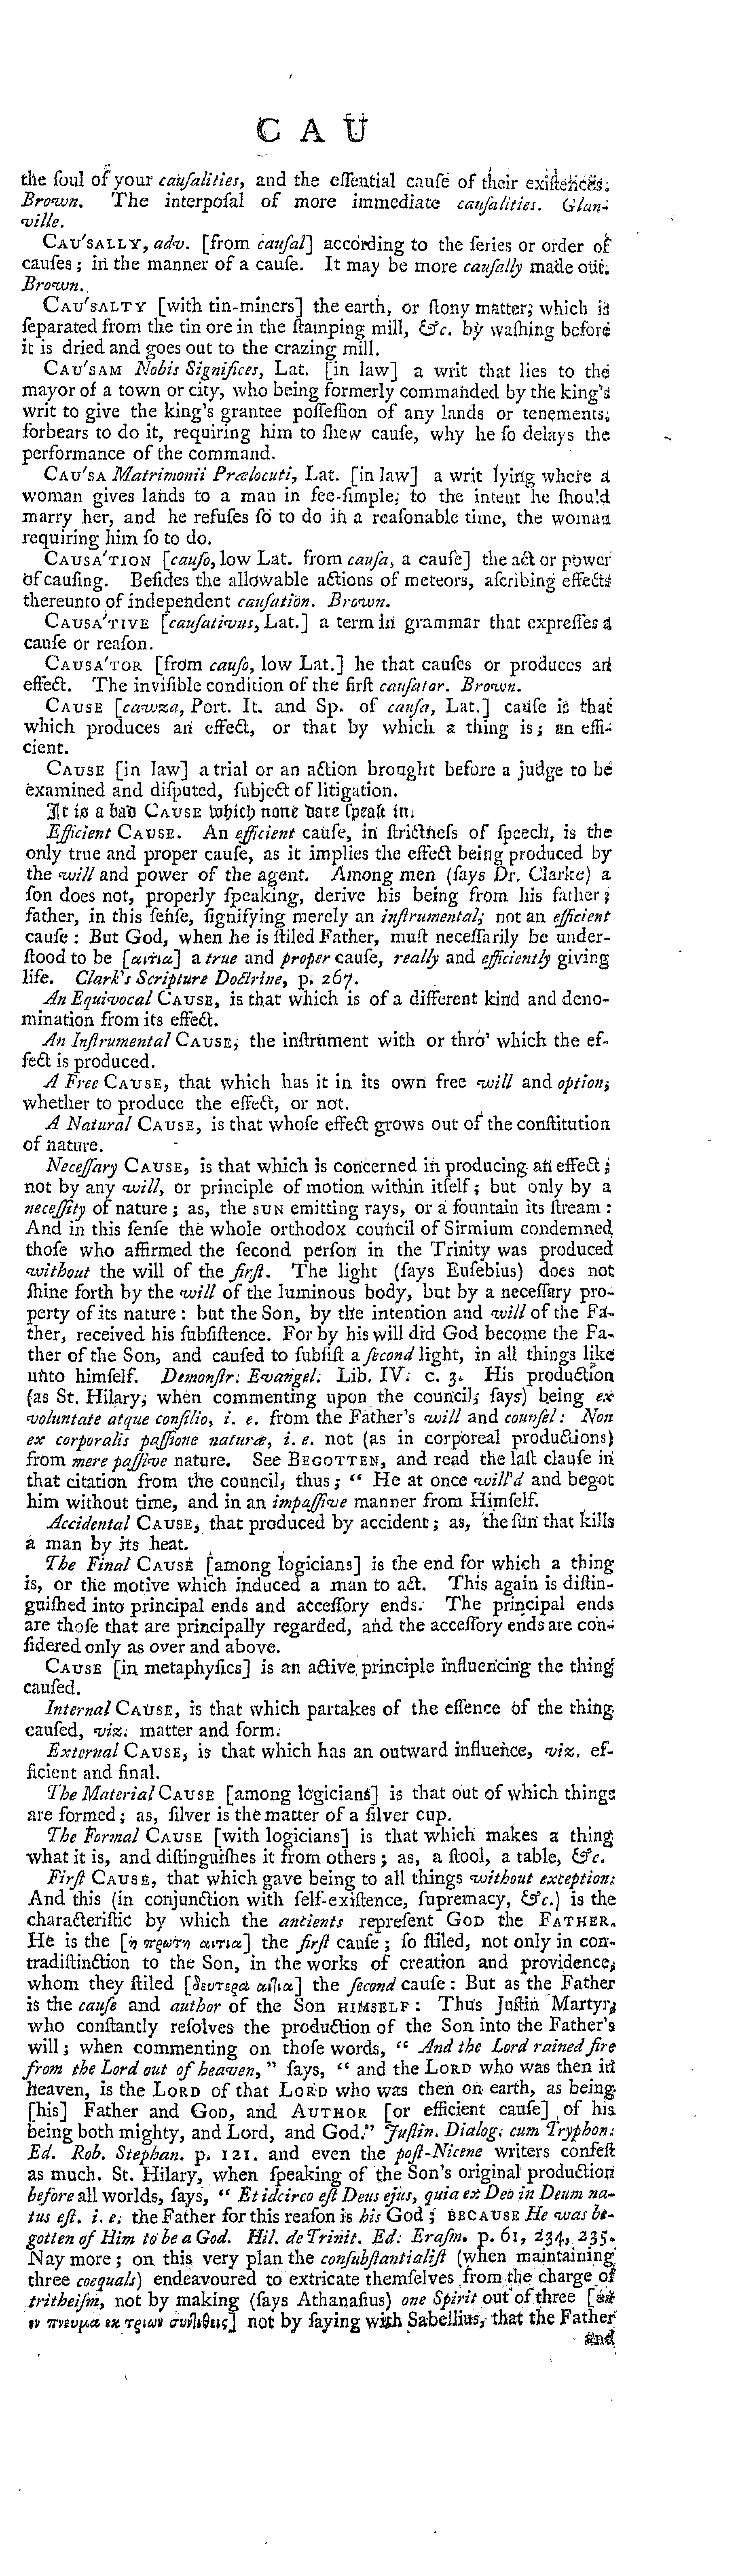 C A U
the ſoul of your cauſalities, and the eſſential cauſe of their exiſtences.
Brown. The interpoſal of more immediate cauſalities. Glan-
ville.
CAU'SALLY, adv. [from cauſal] according to the ſeries or order of
cauſes; in the manner of a cauſe. It may be more cauſally made out.
Brown.
CAU'SALTY [with tin-miners] the earth, or ſtony matter, which is
ſeparated from the tin ore in the ſtamping mill, &c. by waſhing before
it is dried and goes out to the crazing mill.
CAU'SAM Nobis Significes, Lat. [in law] a writ that lies to the
mayor of a town or city, who being formerly commanded by the king's
writ to give the king's grantee poſſeſſion of any lands or tenements,
forbears to do it, requiring him to ſhew cauſe, why he ſo delays the
performance of the command.
CAU'SA Matrimonii Prælocuti, Lat. [in law] a writ lying where a
woman gives lands to a man in fee-ſimple, to the intent he ſhould
marry her, and he refuſes ſo to do in a reaſonable time, the woman
requiring him ſo to do.
CAUSA'TION [cauſo, low Lat. from cauſa, a cauſe] the act or power
of cauſing. Beſides the allowable actions of meteors, aſcribing effects
thereunto of independent cauſation. Brown.
CAUSA'TIVE [cauſativus, Lat.] a term in grammar that expreſſes a
cauſe or reaſon.
CAUSA'TOR [from cauſo, low Lat.] he that cauſes or produces an
effect. The inviſible condition of the firſt cauſator. Brown.
CAUSE [cawza, Port. It. and Sp. of cauſa, Lat.] cauſe is that
which produces an effect, or that by which a thing is; an effi-
cient.
CAUSE [in law] a trial or an action brought before a judge to be
examined and diſputed, ſubject of litigation.
It is a bad CAUSE which none dare ſpeak in.
Efficient CAUSE. An efficient cauſe, in ſtrictneſs of ſpeech, is the
only true and proper cauſe, as it implies the effect being produced by
the will and power of the agent. Among men (ſays Dr. Clarke) a
ſon does not, properly ſpeaking, derive his being from his father;
father, in this ſenſe, ſignifying merely an inſtrumental, not an efficient
cauſe: But God, when he is ſtiled Father, muſt neceſſarily be under-
ſtood to be [αιτια] a true and proper cauſe, really and efficiently giving
life. Clark's Scripture Doctrine, p. 267.
An Equivocal CAUSE, is that which is of a different kind and deno-
mination from its effect.
An Inſtrumental CAUSE, the inſtrument with or thro' which the ef-
fect is produced.
A Free CAUSE, that which has it in its own free will and option,
whether to produce the effect, or not.
A Natural CAUSE, is that whoſe effect grows out of the conſtitution
of nature.
Neceſſary CAUSE, is that which is concerned in producing an effect;
not by any will, or principle of motion within itſelf; but only by a
neceſſity of nature; as, the SUN emitting rays, or a fountain its ſtream:
And in this ſenſe the whole orthodox council of Sirmium condemned
thoſe who affirmed the ſecond perſon in the Trinity was produced
without the will of the firſt. The light (ſays Euſebius) does not
ſhine forth by the will of the luminous body, but by a neceſſary pro-
perty of its nature: but the Son, by the intention and will of the Fa-
ther, received his ſubſiſtence. For by his will did God become the Fa-
ther of the Son, and cauſed to ſubſiſt a ſecond light, in all things like
unto himſelf. Demonſtr. Evangel. Lib. IV. c. 3. His production
(as St. Hilary, when commenting upon the council, ſays) being ex
voluntate atque conſilio, i. e. from the Father's will and counſel: Non
ex corporalis paſſione naturæ, i. e. not (as in corporeal productions)
from mere paſſive nature. See BEGOTTEN, and read the laſt clauſe in
that citation from the council, thus; “ He at once will'd and begot
him without time, and in an impaſſive manner from Himſelf.
Accidental CAUSE, that produced by accident; as, the ſun that kills
a man by its heat.
The Final CAUSE [among logicians] is the end for which a thing
is, or the motive which induced a man to act. This again is diſtin-
guiſhed into principal ends and acceſſory ends. The principal ends
are thoſe that are principally regarded, and the acceſſory ends are con-
ſidered only as over and above.
CAUSE [in metaphyſics] is an active principle influencing the thing
cauſed.
Internal CAUSE, is that which partakes of the eſſence of the thing
cauſed, viz. matter and form.
External CAUSE, is that which has an outward influence, viz. ef-
ficient and final.
The Material CAUSE [among logicians] is that out of which things
are formed; as, ſilver is the matter of a ſilver cup.
The Formal CAUSE [with logicians] is that which makes a thing
what it is, and diſtinguiſhes it from others; as, a ſtool, a table, &c.
Firſt CAUSE, that which gave being to all things without exception:
And this (in conjunction with ſelf-exiſtence, ſupremacy, &c.) is the
characteriſtic by which the antients repreſent GOD the FATHER.
He is the [η πρωτη αιτια] the firſt cauſe; ſo ſtiled, not only in con-
tradiſtinction to the Son, in the works of creation and providence,
whom they ſtiled [δευτερα αιτια] the ſecond cauſe: But as the Father
is the cauſe and author of the Son HIMSELF: Thus Juſtin Martyr,
who conſtantly reſolves the production of the Son into the Father's
will; when commenting on thoſe words, “ And the Lord rained fire
from the Lord out of heaven, ” ſays, “ and the LORD who was then in
heaven, is the LORD of that LORD who was then on earth, as being
[his] Father and GOD, and AUTHOR [or efficient cauſe] of his
being both mighty, and Lord, and God.” Juſtin. Dialog. cum Tryphon.
Ed. Rob. Stephan. p. 121. and even the poſt-Nicene writers confeſt
as much. St. Hilary, when ſpeaking of the Son's original production
before all worlds, ſays, “ Et idcirco eſt Deus ejus, quia ex Deo in Deum na-
tus eſt. i. e. the Father for this reaſon is his God; BECAUSE He was be-
gotten of Him to be a God. Hil. de Trinit. Ed: Eraſm. p. 61, 234, 235.
Nay more; on this very plan the conſubſtantialiſt (when maintaining
three coequals) endeavoured to extricate themſelves from the charge of
tritheiſm, not by making (ſays Athanaſius) one Spirit out of three [ουκ
εν πνευμα εκ τριων συντιθεις] not by ſaying with Sabellius, that the Father
and